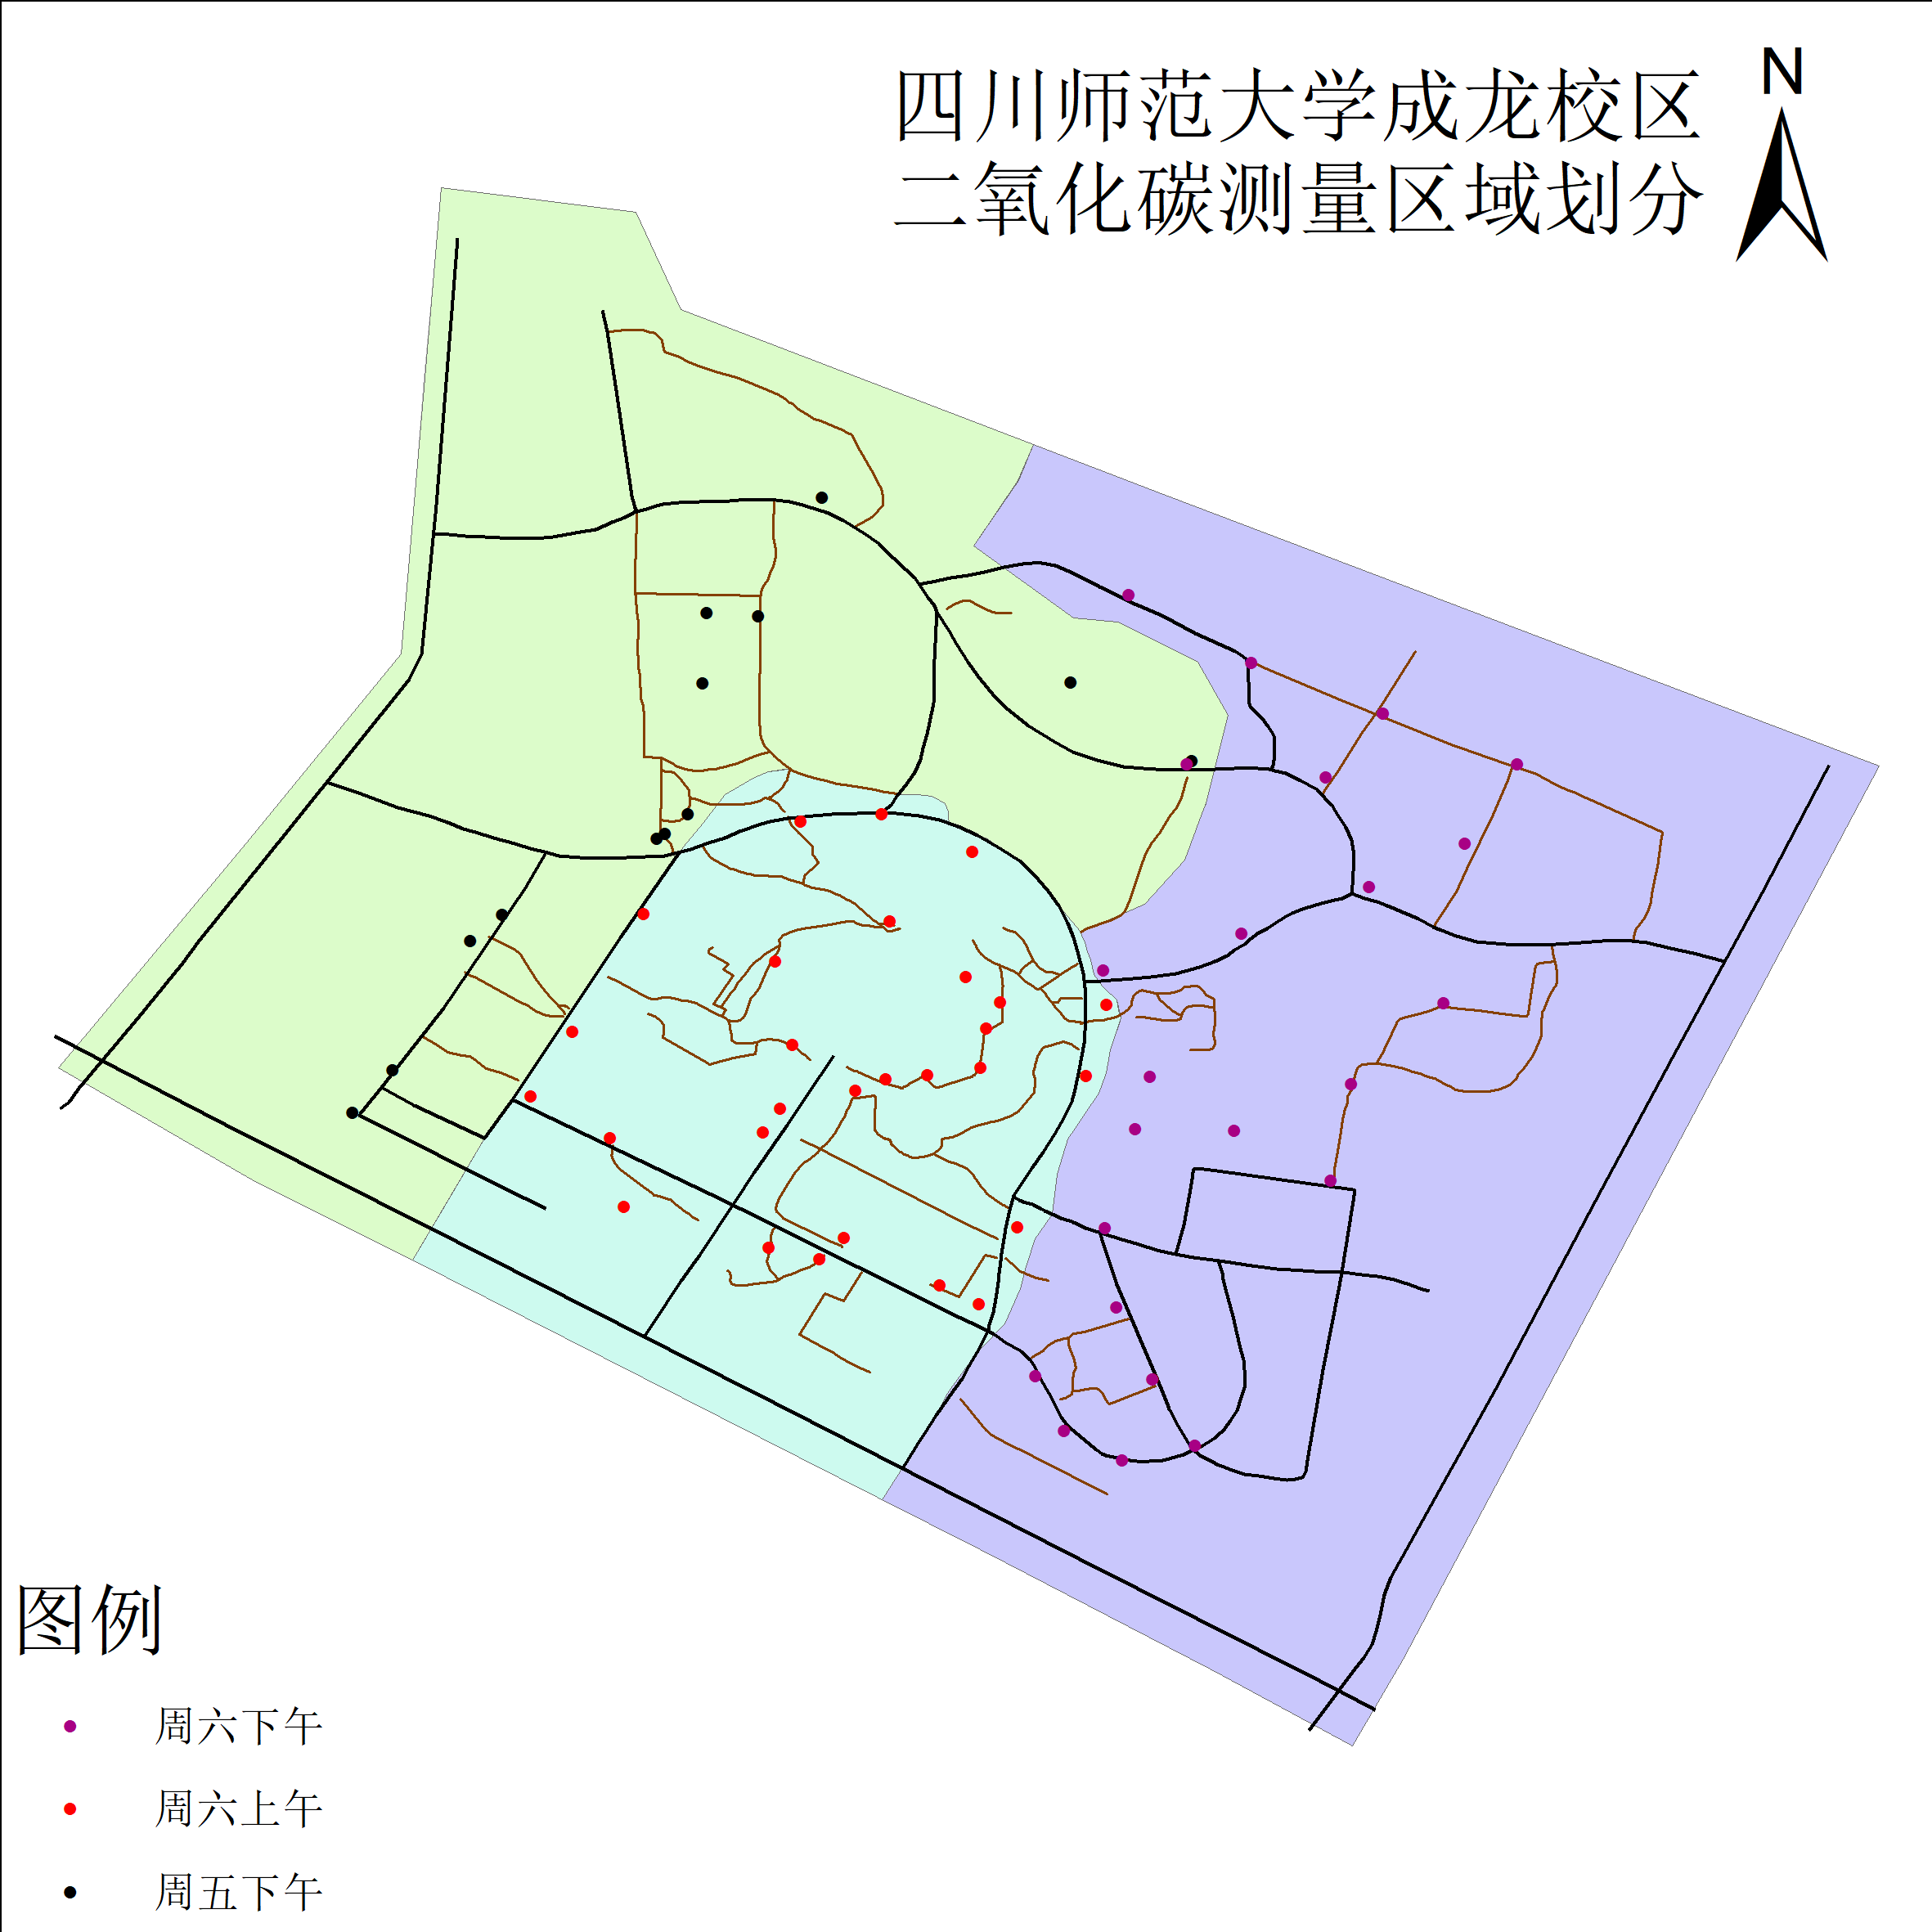 四川师范大学成龙校区
二氧化碳测量区域划分
N
图例
周六下午
周六上午
周五下午